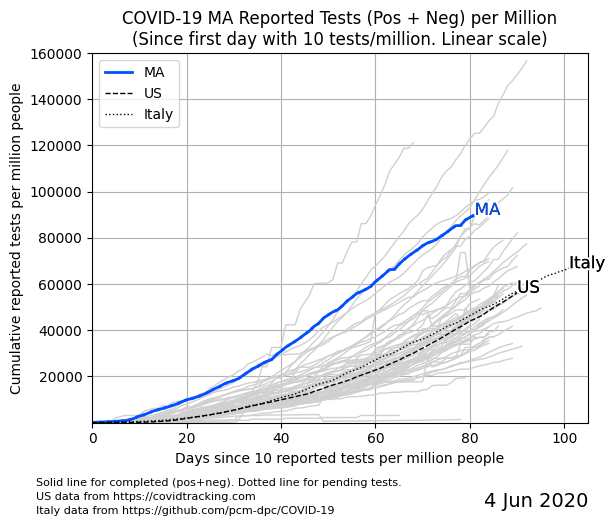 COVID-19 MA Reported Tests (Pos + Neg) per Million
(Since first day with 10 tests/million. Linear scale)
Cumulative reported tests per million people
160000
140000
120000
100000
80000
60000
40000
20000
MA
US
Italy
MA
Italy
US
0 20 40 60 80 100
Days since 10 reported tests per million people
Solid line for completed (pos+neg). Dotted line for pending tests.
US data from https://covidtracking.com
Italy data from https://github.com/pcm-dpc/COVID-19
4 Jun 2020